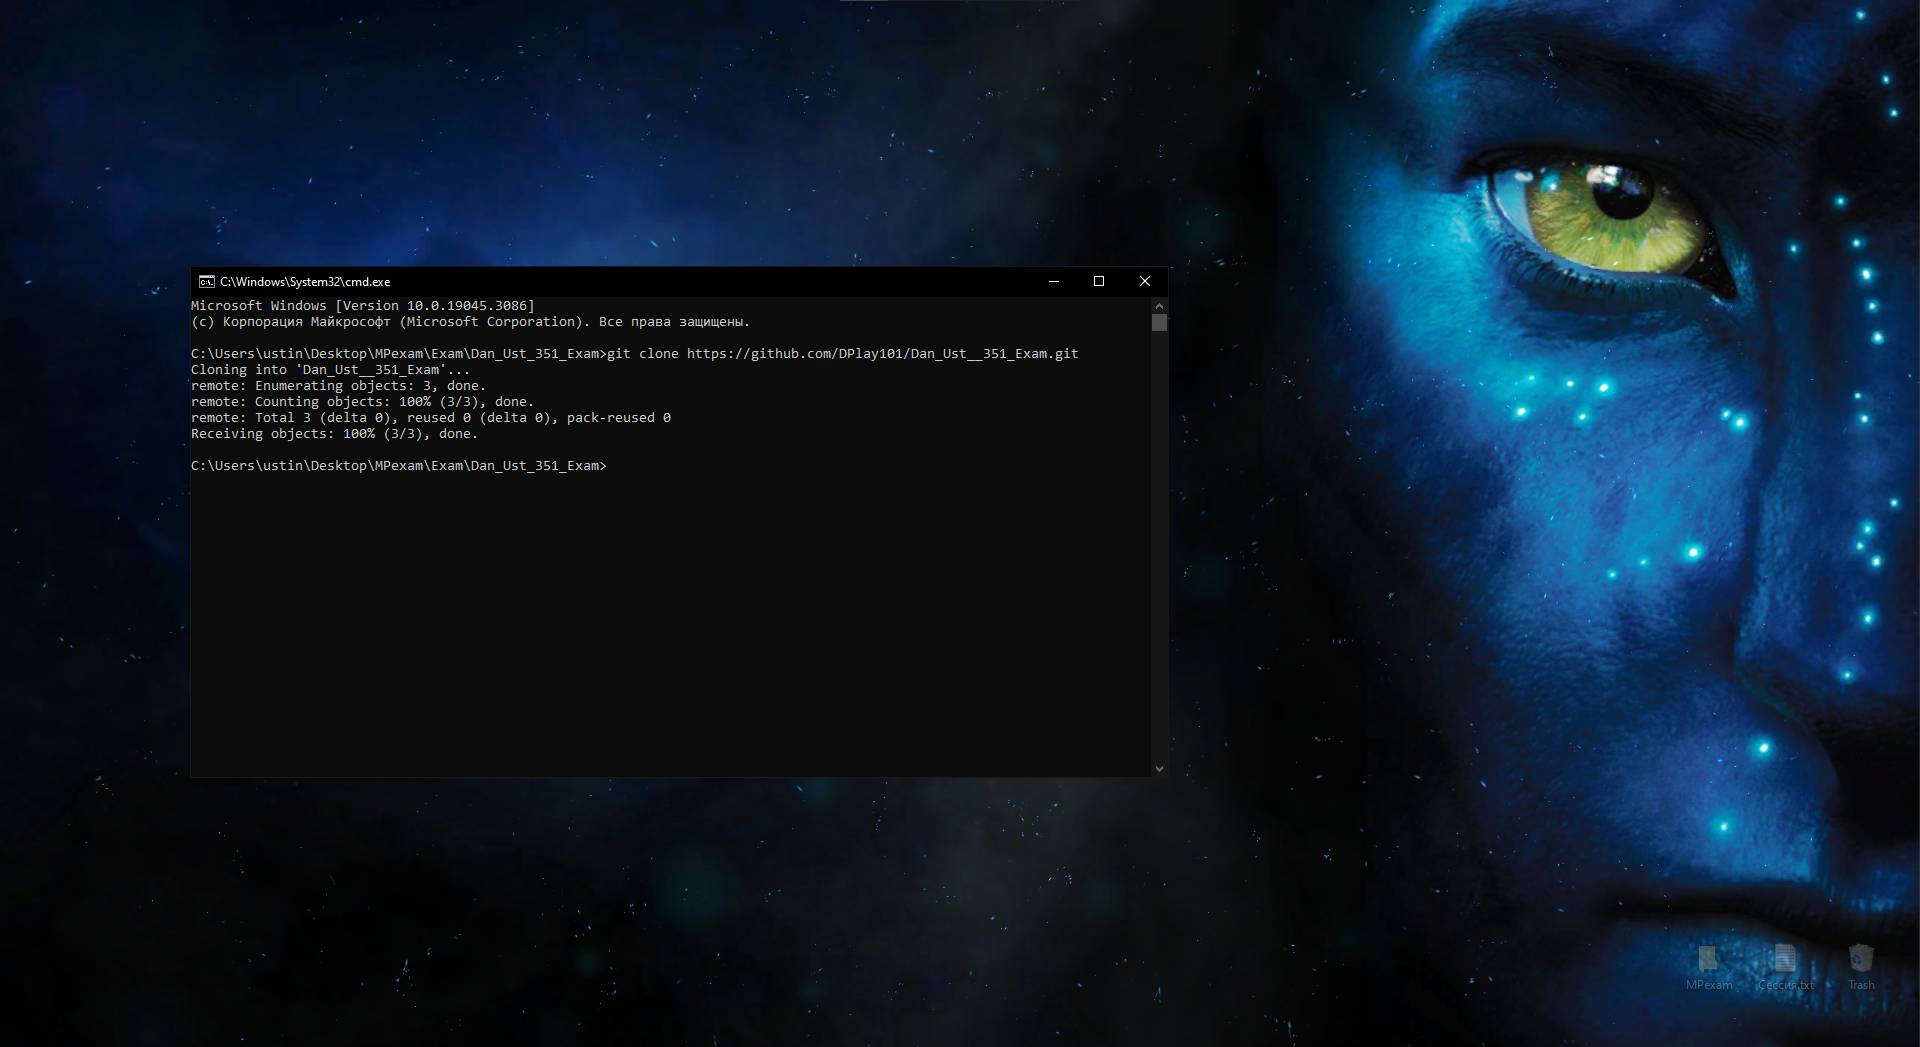 C:\Windows\System32\cmd.exe
Microsoft Windows [Version 10.0.19045.3086]
(c) Корпорация Майкрософт (Microsoft Corporation). Все права защищены.
C:\Users\ustin\Desktop\MPexam\Exam\Dan_Ust_351_Exam>git clone https://github.com/DPlay101/Dan_Ust__351_Exam.git
Cloning into 'Dan_Ust__351_Exam'...
remote: Enumerating objects: 3, done.
remote: Counting objects: 100% (3/3), done.
remote: Total 3 (delta 0), reused 0 (delta 0), pack-reused 0
Receiving objects: 100% (3/3), done.
C:\Users\ustin\Desktop\MPexam\Exam\Dan_Ust_351_Exam>
MPexam Сессия.txt Trash